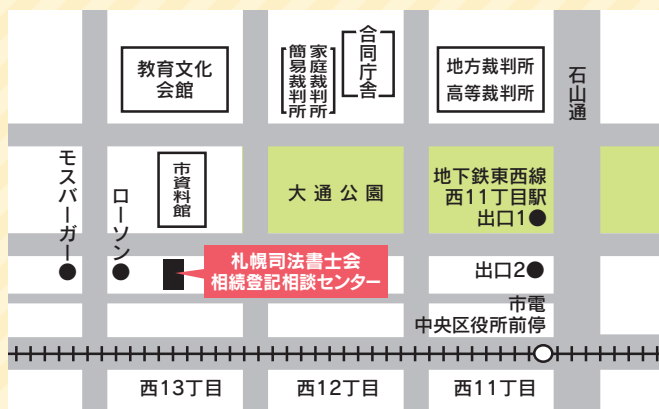 教育文化
会館
家庭裁判所
簡易裁判所
合同庁舎
地方裁判所
高等裁判所
石山通
モスバーガー
ローソン
市資料館
大通公園
地下鉄東西線
西11丁目駅
出口1
札幌司法書士会
相続登記相談センター
出口2
市電
中央区役所前停
西13丁目
西12丁目
西11丁目